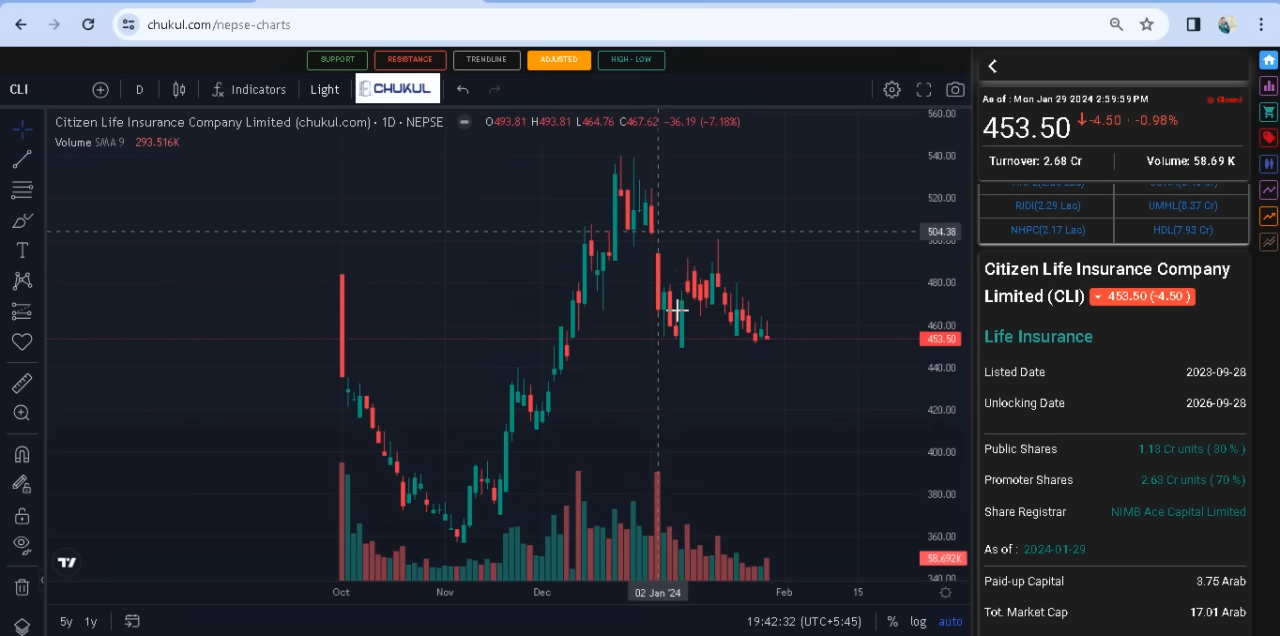 chukul.com/nepse-charts
SUPPORT RESISTANCE TRENDLINE ADJUSTED HIGH - LOW
CLI D Indicators Light CHUKUL
Citizen Life Insurance Company Limited (chukul.com) · 1D · NEPSE O493.81 H493.81 L464.76 C467.62 −36.19 (−7.18%)
Volume SMA 9 293.516K
560.00
540.00
520.00
504.38
500.00
480.00
460.00
453.50
440.00
420.00
400.00
380.00
360.00
58.692K
340.00
Oct Nov Dec 02 Jan '24 Feb 15
5y 1y 19:42:32 (UTC+5:45) % log auto
As of : Mon Jan 29 2024 2:59:59 PM Closed
453.50 -4.50 -0.98%
Turnover: 2.68 Cr Volume: 58.69 K
RIDI(2.29 Lac) UMHL(8.37 Cr)
NHPC(2.17 Lac) HDL(7.93 Cr)
Citizen Life Insurance Company
Limited (CLI) 453.50 (-4.50 )
Life Insurance
Listed Date 2023-09-28
Unlocking Date 2026-09-28
Public Shares 1.13 Cr units ( 30 % )
Promoter Shares 2.63 Cr units ( 70 %)
Share Registrar NIMB Ace Capital Limited
As of : 2024-01-29
Paid-up Capital 3.75 Arab
Tot. Market Cap 17.01 Arab